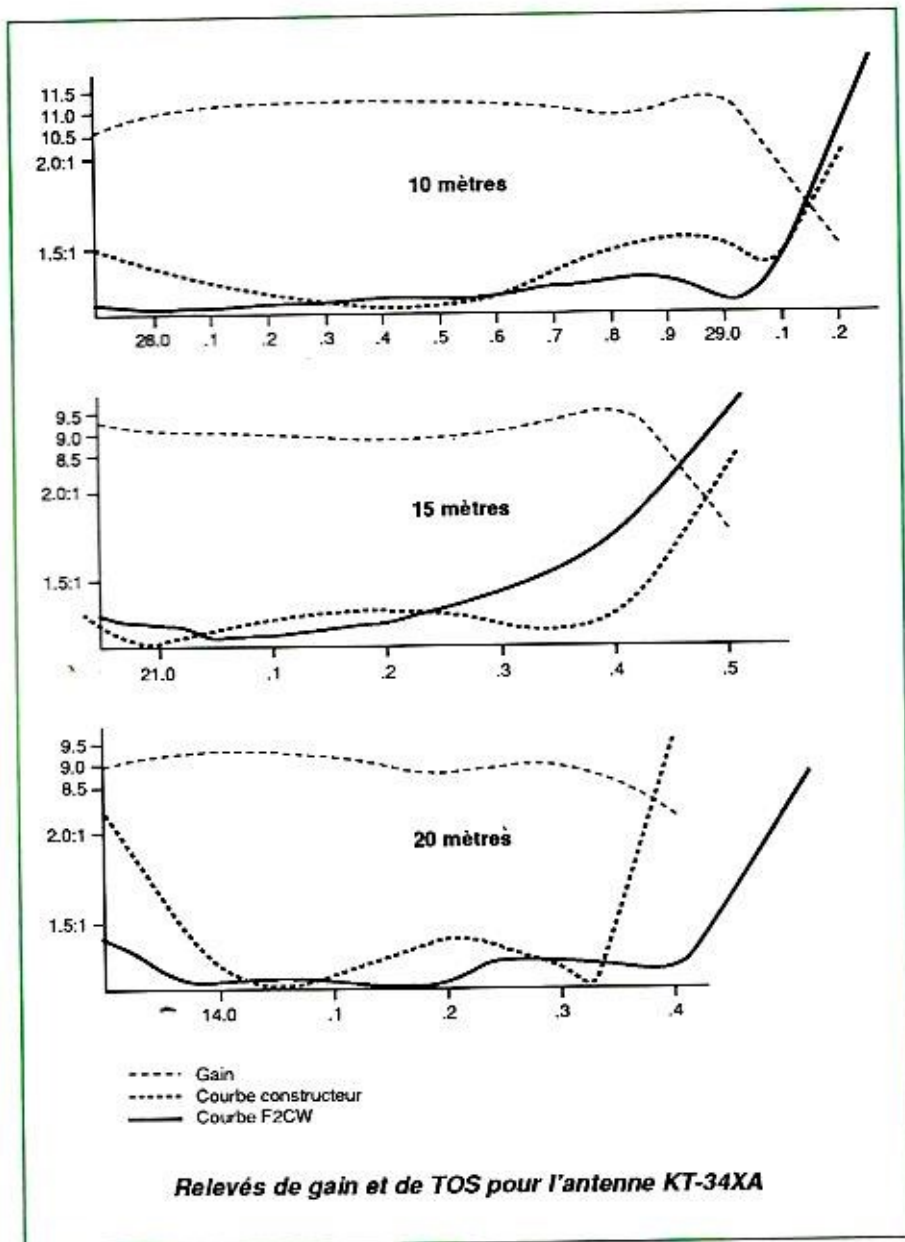 11.5
11.0
10.5
2.0:1
10 mètres
1.5:1
28.0 .1 .2 .3 .4 .5 .6 .7 .8 .9 29.0 .1 .2
9.5
9.0
8.5
2.0:1
15 mètres
1.5:1
21.0 .1 .2 .3 .4 .5
9.5
9.0
8.5
2.0:1
20 mètres
1.5:1
14.0 .1 .2 .3 .4
Gain
Courbe constructeur
Courbe F2CW
Relevés de gain et de TOS pour l'antenne KT-34XA